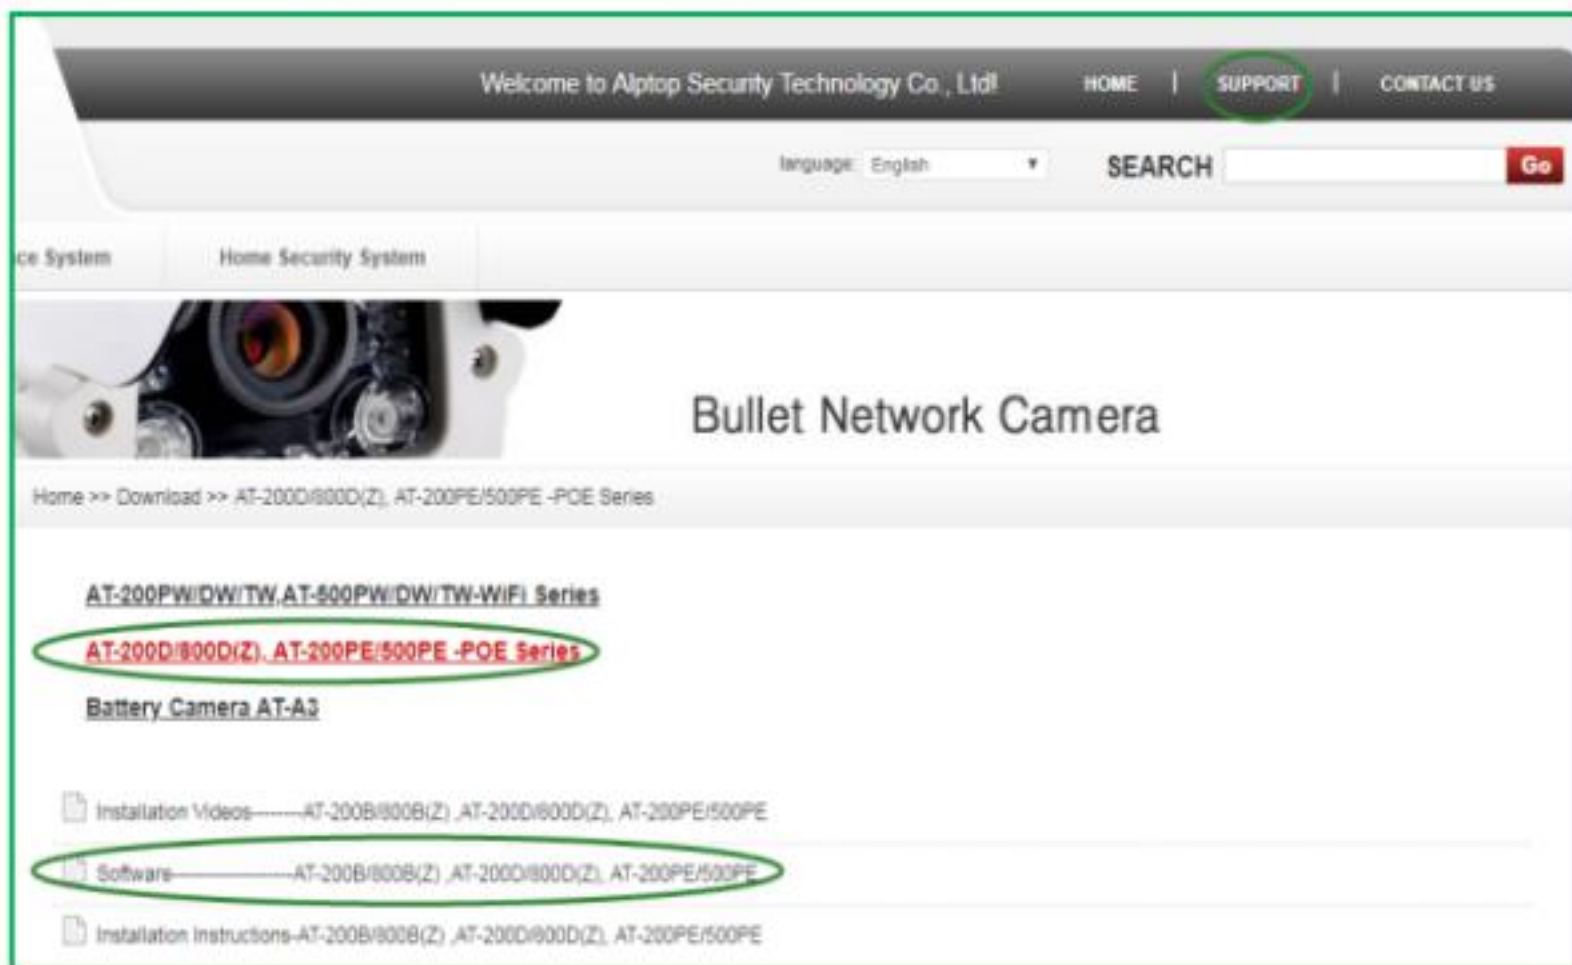 Welcome to Alptop Security Technology Co., Ltd!
HOME | SUPPORT | CONTACT US
language: English
SEARCH Go
ce System
Home Security System
Bullet Network Camera
Home >> Download >> AT-200D/800D(Z), AT-200PE/500PE -POE Series
AT-200PW/DW/TW,AT-500PW/DW/TW-WiFi Series
AT-200D/800D(Z), AT-200PE/500PE -POE Series
Battery Camera AT-A3
Installation Videos--------AT-200B/800B(Z) ,AT-200D/800D(Z), AT-200PE/500PE
Software--------------------AT-200B/800B(Z) ,AT-200D/800D(Z), AT-200PE/500PE
Installation Instructions-AT-200B/800B(Z) ,AT-200D/800D(Z), AT-200PE/500PE